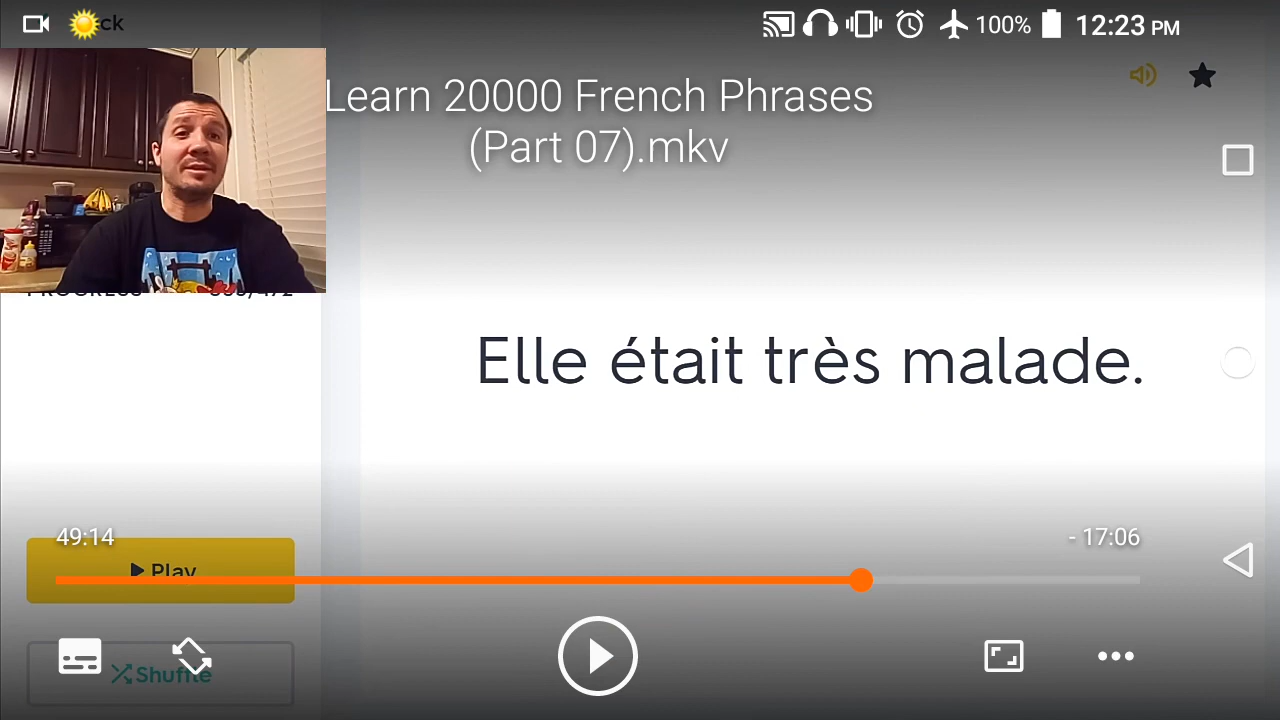 ck
100%
12:23 PM
Learn 20000 French Phrases
(Part 07).mkv
PROGRESS
Elle était très malade.
49:14
- 17:06
Play
Shuffle